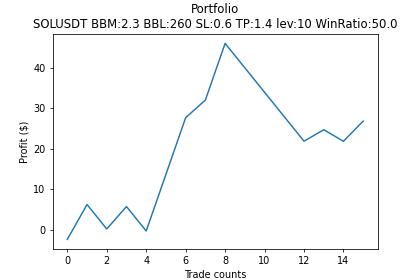 Portfolio
SOLUSDT BBM:2.3 BBL:260 SL:0.6 TP:1.4 lev:10 WinRatio:50.0
Profit ($)
40
30
20
10
0
0 2 4 6 8 10 12 14
Trade counts